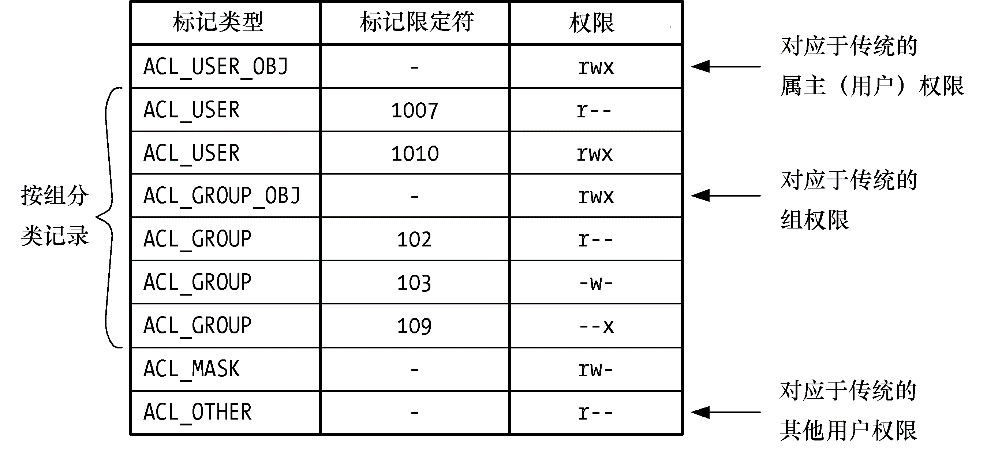 标记类型 标记限定符 权限
ACL_USER_OBJ - rwx
ACL_USER 1007 r--
ACL_USER 1010 rwx
ACL_GROUP_OBJ - rwx
ACL_GROUP 102 r--
ACL_GROUP 103 -w-
ACL_GROUP 109 --x
ACL_MASK - rw-
ACL_OTHER - r--
按组分
类记录
对应于传统的
属主（用户）权限
对应于传统的
组权限
对应于传统的
其他用户权限